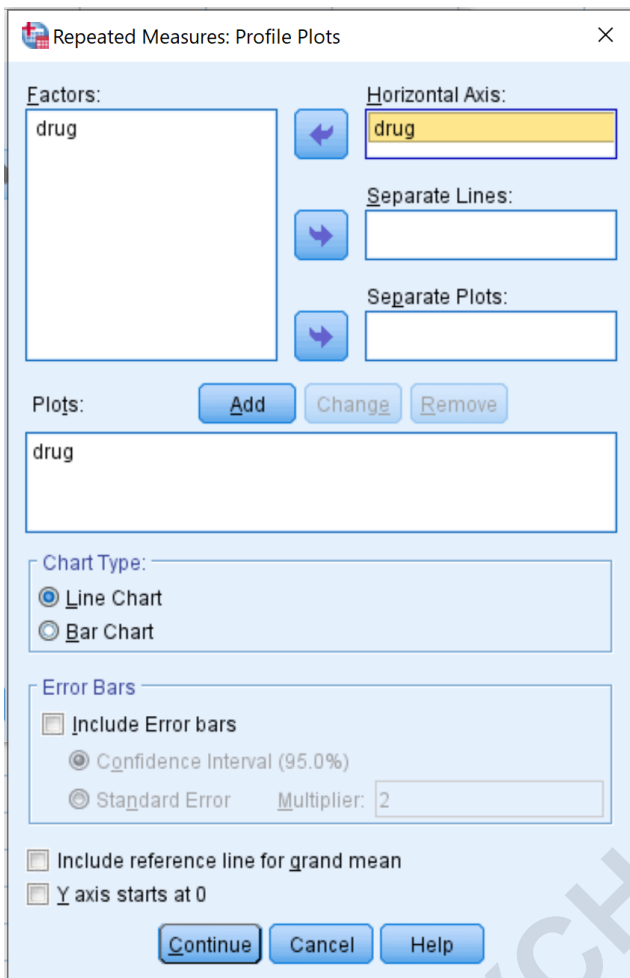 Repeated Measures: Profile Plots
Factors:
drug
Horizontal Axis:
drug
Separate Lines:
Separate Plots:
Plots:
Add Change Remove
drug
Chart Type:
Line Chart
Bar Chart
Error Bars
Include Error bars
Confidence Interval (95.0%)
Standard Error Multiplier: 2
Include reference line for grand mean
Y axis starts at 0
Continue Cancel Help
YCH